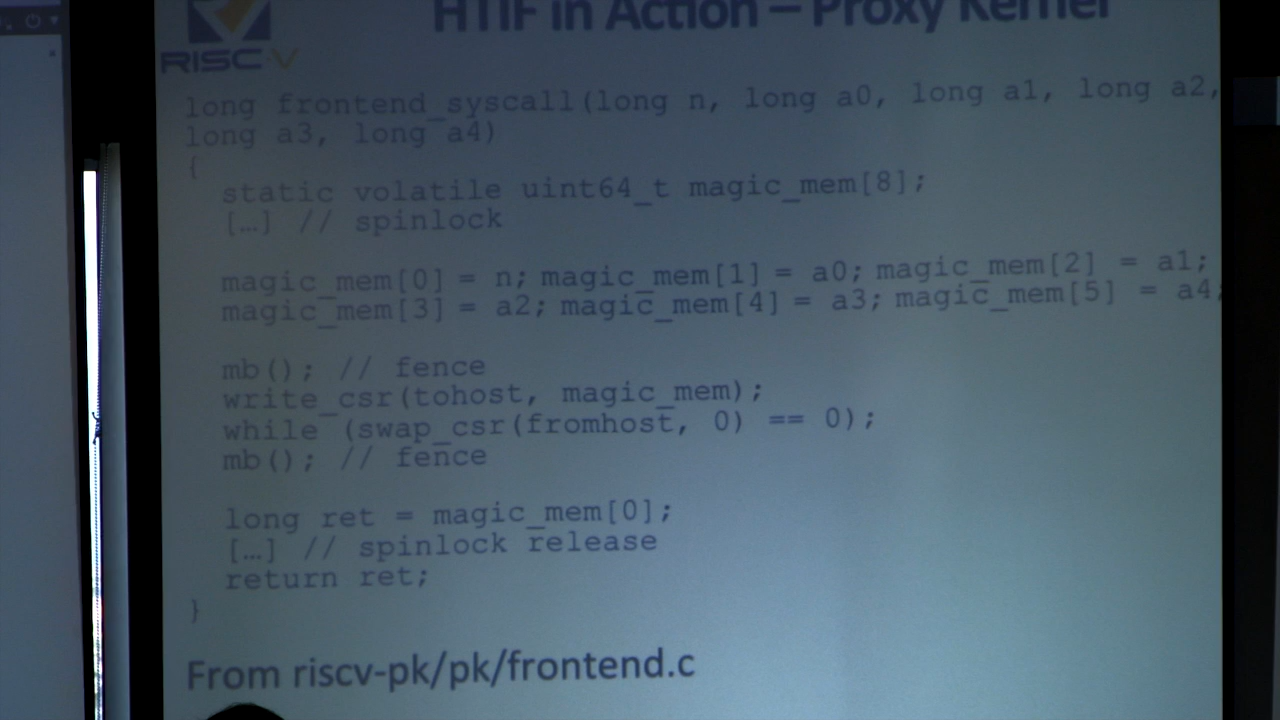 HTIF in Action – Proxy Kernel
RISC V
long frontend_syscall(long n, long a0, long a1, long a2,
long a3, long a4)
{
static volatile uint64_t magic_mem[8];
[…] // spinlock
magic_mem[0] = n; magic_mem[1] = a0; magic_mem[2] = a1;
magic_mem[3] = a2; magic_mem[4] = a3; magic_mem[5] = a4;
mb(); // fence
write_csr(tohost, magic_mem);
while (swap_csr(fromhost, 0) == 0);
mb(); // fence
long ret = magic_mem[0];
[…] // spinlock release
return ret;
}
From riscv-pk/pk/frontend.c